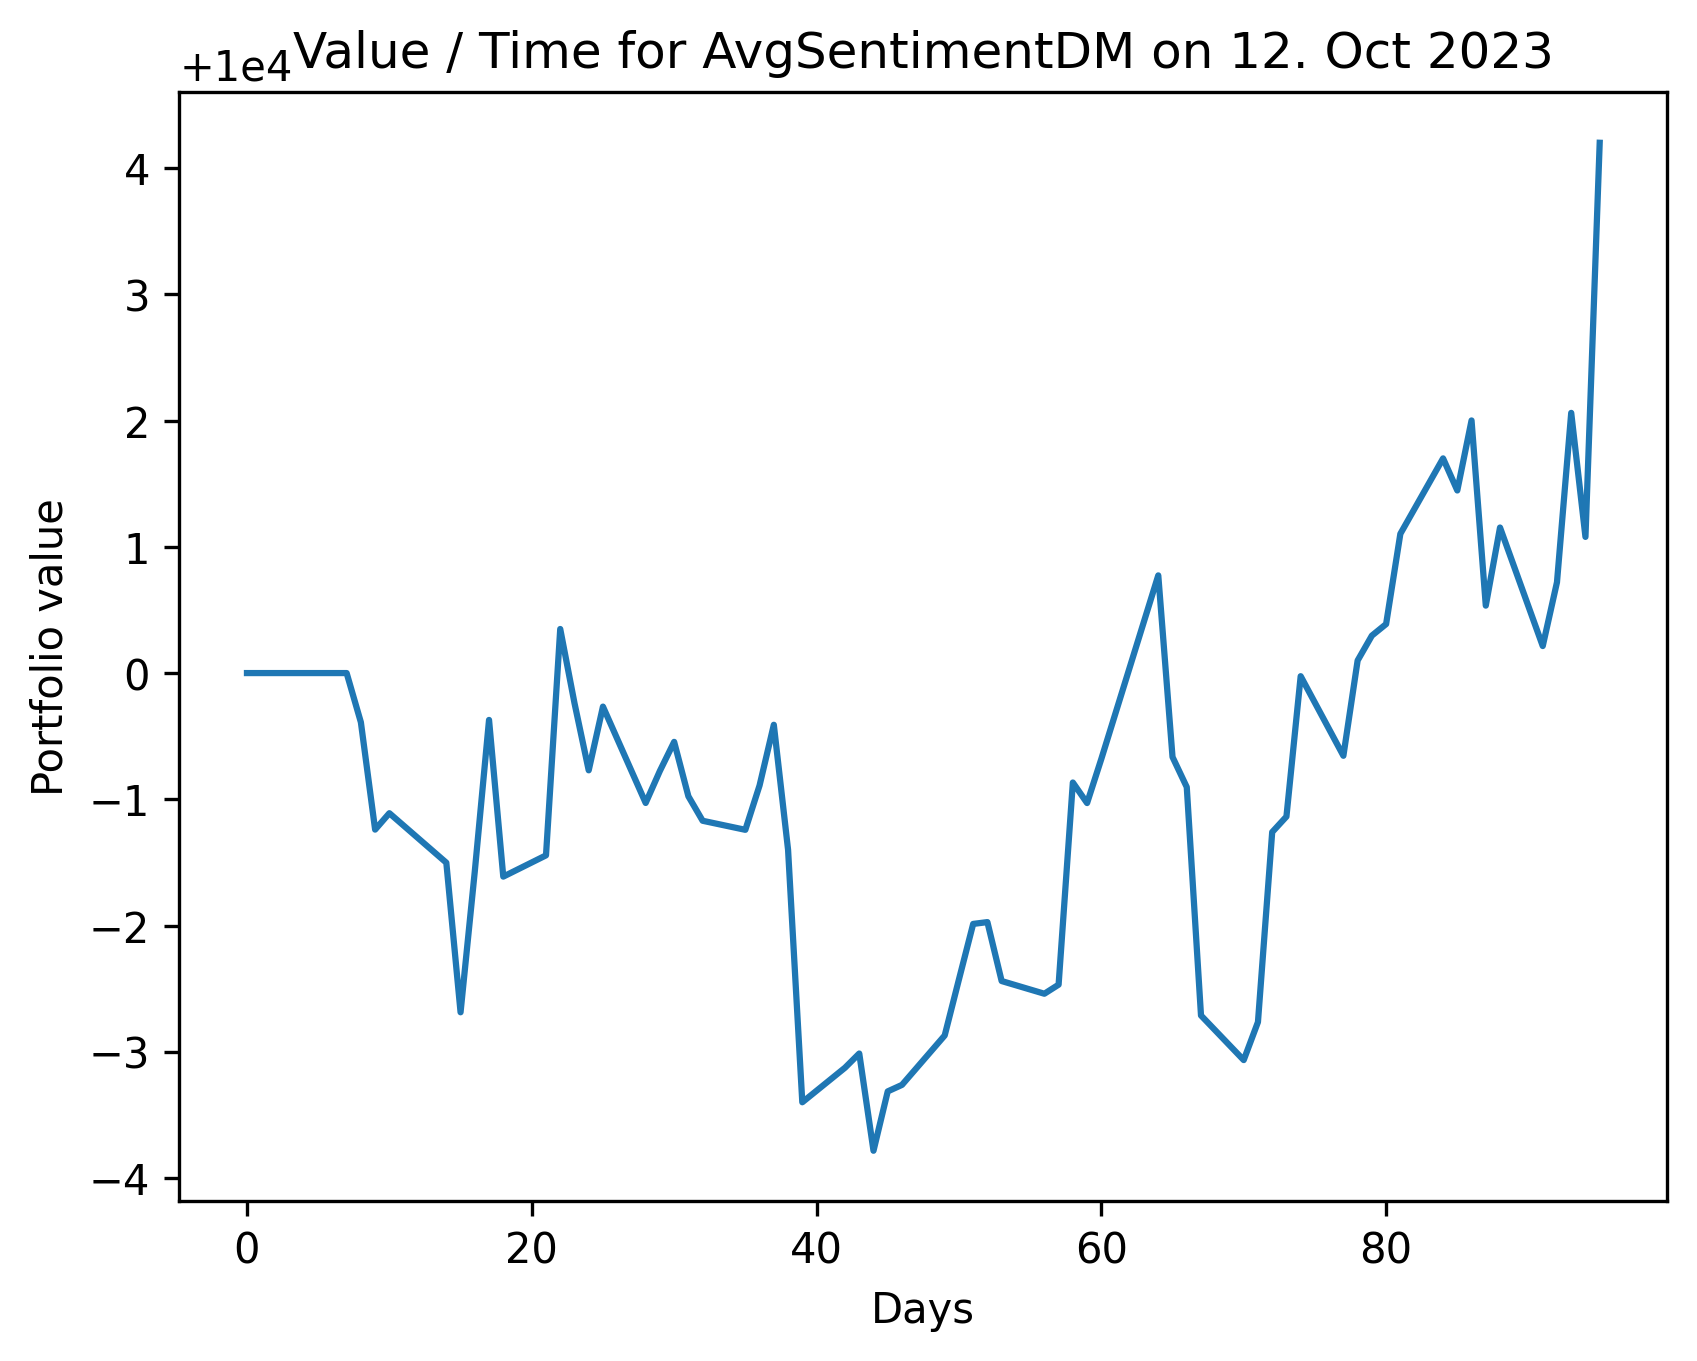 Value / Time for AvgSentimentDM on 12. Oct 2023
+1e4
4
3
2
1
0
−1
−2
−3
−4
Portfolio value
0 20 40 60 80
Days